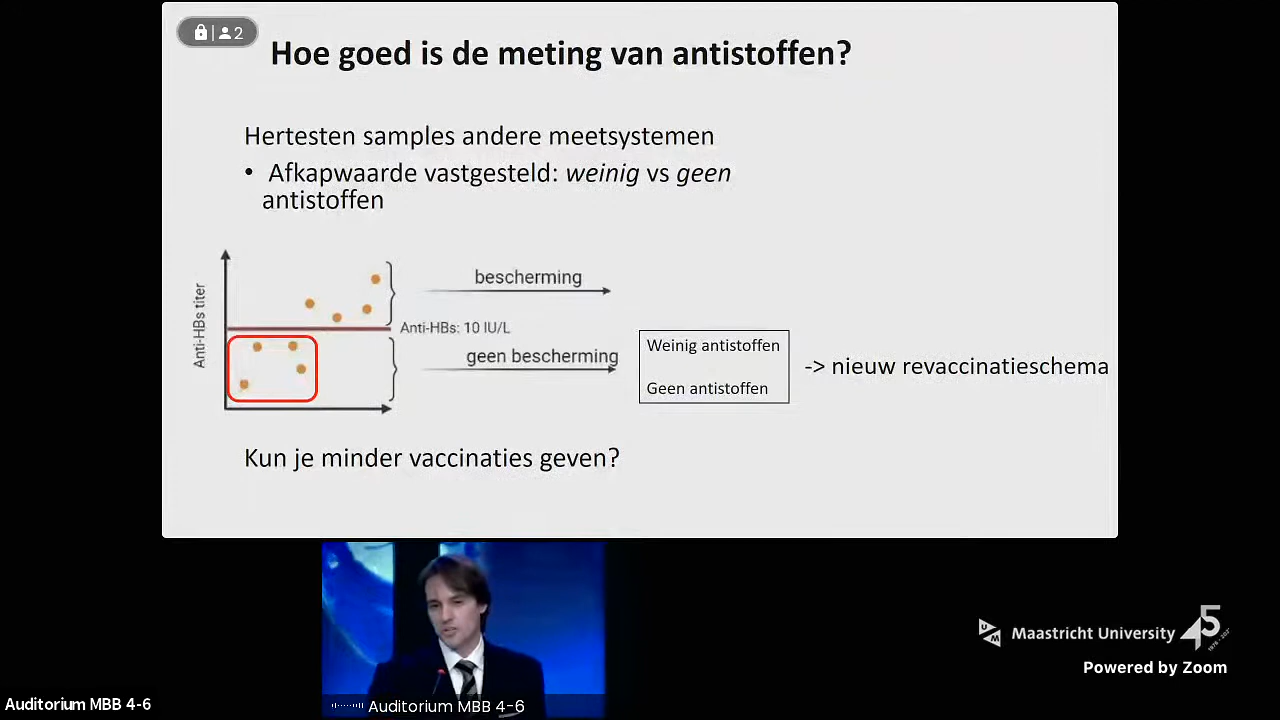 2
Hoe goed is de meting van antistoffen?
Hertesten samples andere meetsystemen
• Afkapwaarde vastgesteld: weinig vs geen
antistoffen
Anti-HBs titer
bescherming
Anti-HBs: 10 IU/L
geen bescherming
Weinig antistoffen
Geen antistoffen
-> nieuw revaccinatieschema
Kun je minder vaccinaties geven?
UM
Maastricht University
45
Powered by Zoom
Auditorium MBB 4-6
Auditorium MBB 4-6